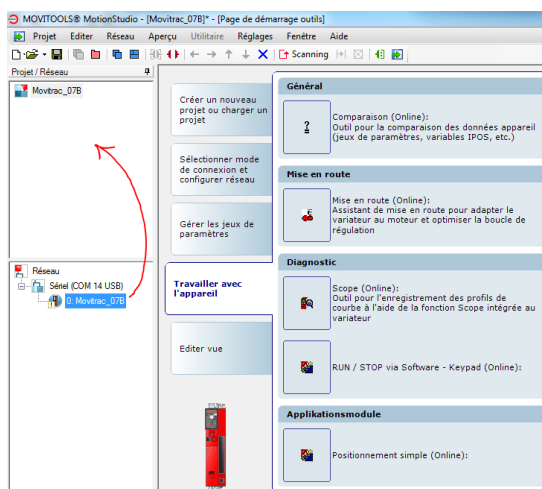 MOVITOOLS® MotionStudio - [Movitrac_07B]* - [Page de démarrage outils]
Projet Editer Réseau Aperçu Utilitaire Réglages Fenêtre Aide
Scanning
Projet / Réseau
Movitrac_07B
Réseau
Sériel (COM 14 USB)
0: Movitrac_07B
Créer un nouveau
projet ou charger un
projet
Sélectionner mode
de connexion et
configurer réseau
Gérer les jeux de
paramètres
Travailler avec
l'appareil
Editer vue
Général
Comparaison (Online):
Outil pour la comparaison des données appareil
(jeux de paramètres, variables IPOS, etc.)
Mise en route
Mise en route (Online):
Assistant de mise en route pour adapter le
variateur au moteur et optimiser la boucle de
régulation
Diagnostic
Scope (Online):
Outil pour l'enregistrement des profils de
courbe à l'aide de la fonction Scope intégrée au
variateur
RUN / STOP via Software - Keypad (Online):
Applikationsmodule
Positionnement simple (Online):